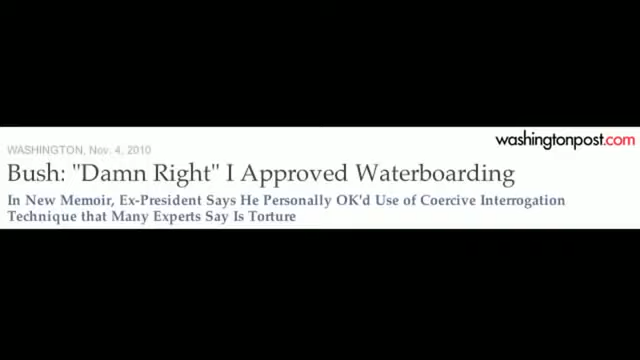 WASHINGTON, Nov. 4, 2010
washingtonpost.com
Bush: "Damn Right" I Approved Waterboarding
In New Memoir, Ex-President Says He Personally OK'd Use of Coercive Interrogation
Technique that Many Experts Say Is Torture